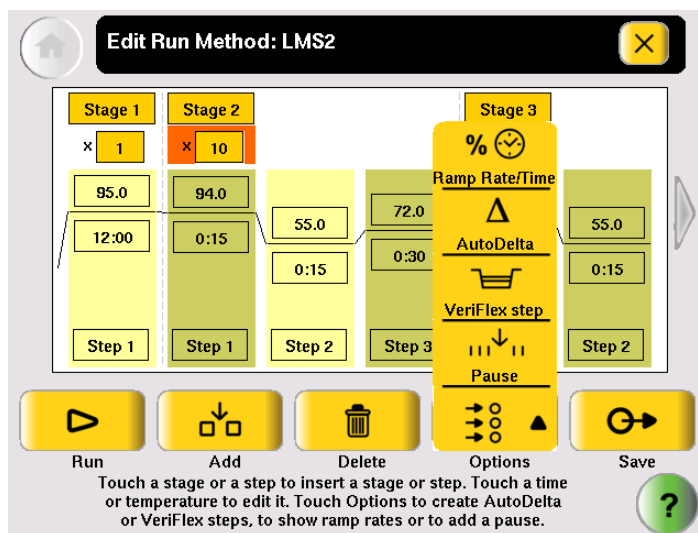 Edit Run Method: LMS2
Stage 1
Stage 2
Stage 3
x 1
x 10
% 
Ramp Rate/Time
Δ
AutoDelta
VeriFlex step
Pause
95.0
94.0
55.0
72.0
55.0
12:00
0:15
0:15
0:30
0:15
Step 1
Step 1
Step 2
Step 3
Step 2
Run
Add
Delete
Options
Save
Touch a stage or a step to insert a stage or step. Touch a time
or temperature to edit it. Touch Options to create AutoDelta
or VeriFlex steps, to show ramp rates or to add a pause.
?